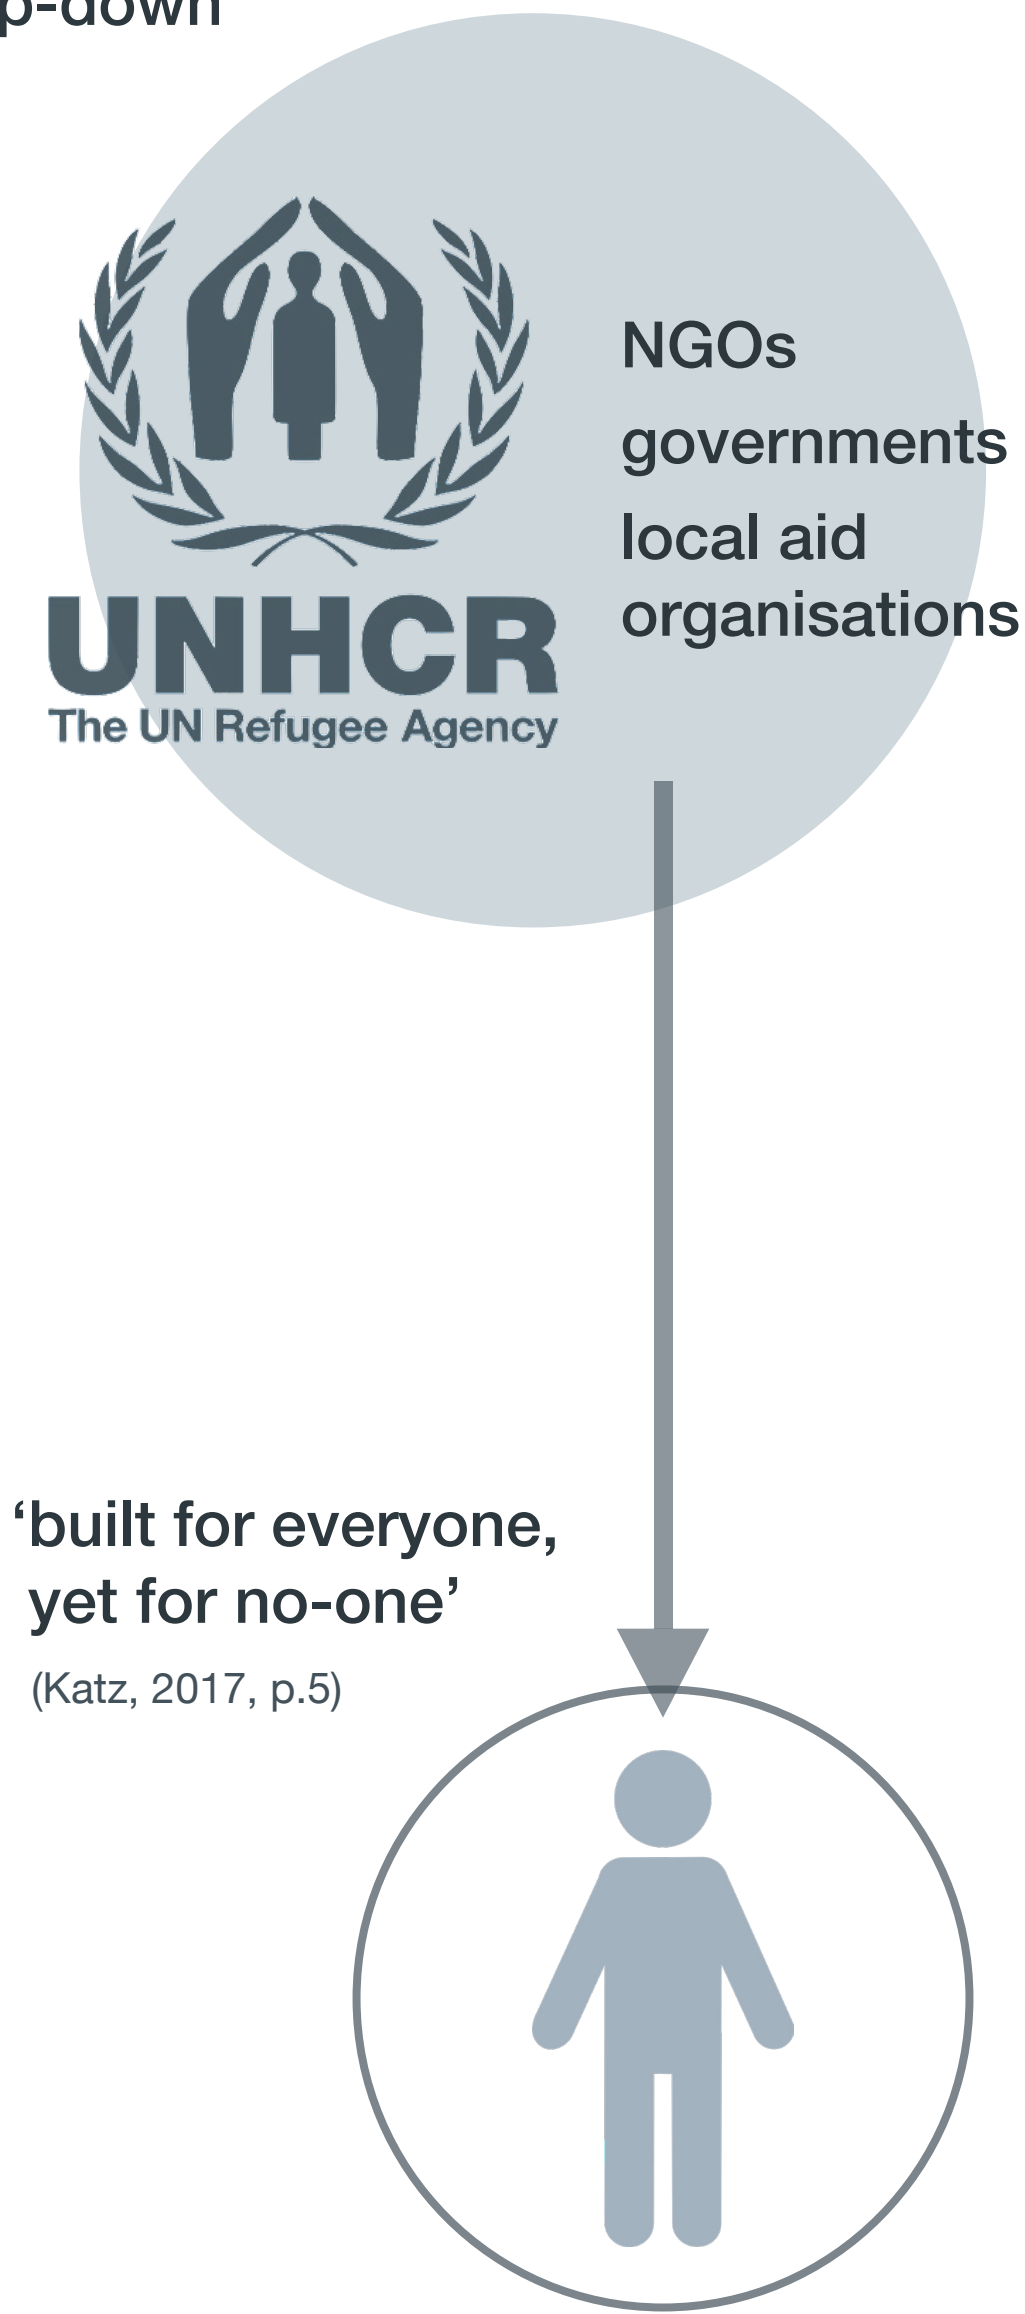 p-down
NGOs
governments
local aid
organisations
UNHCR
The UN Refugee Agency
‘built for everyone,
yet for no-one’
(Katz, 2017, p.5)